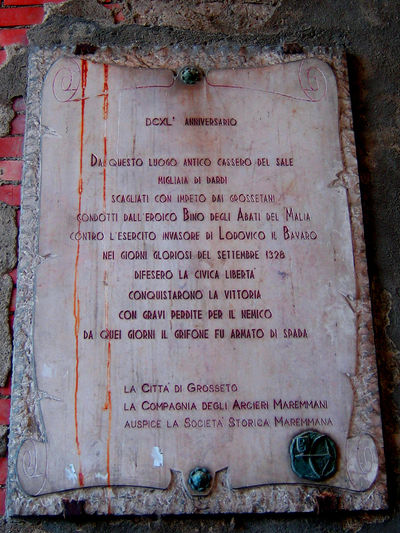 DCXL° ANNIVERSARIO
DA QUESTO LUOGO ANTICO CASSERO DEL SALE
MIGLIAIA DI DARDI
SCAGLIATI CON IMPETO DAI GROSSETANI
CONDOTTI DALL'EROICO BINO DEGLI ABATI DEL MALIA
CONTRO L'ESERCITO INVASORE DI LODOVICO IL BAVARO
NEI GIORNI GLORIOSI DEL SETTEMBRE 1328
DIFESERO LA CIVICA LIBERTA'
CONQUISTARONO LA VITTORIA
CON GRAVI PERDITE PER IL NEMICO
DA QUEI GIORNI IL GRIFONE FU ARMATO DI SPADA
LA CITTA' DI GROSSETO
LA COMPAGNIA DEGLI ARCIERI MAREMMANI
AUSPICE LA SOCIETA' STORICA MAREMMANA